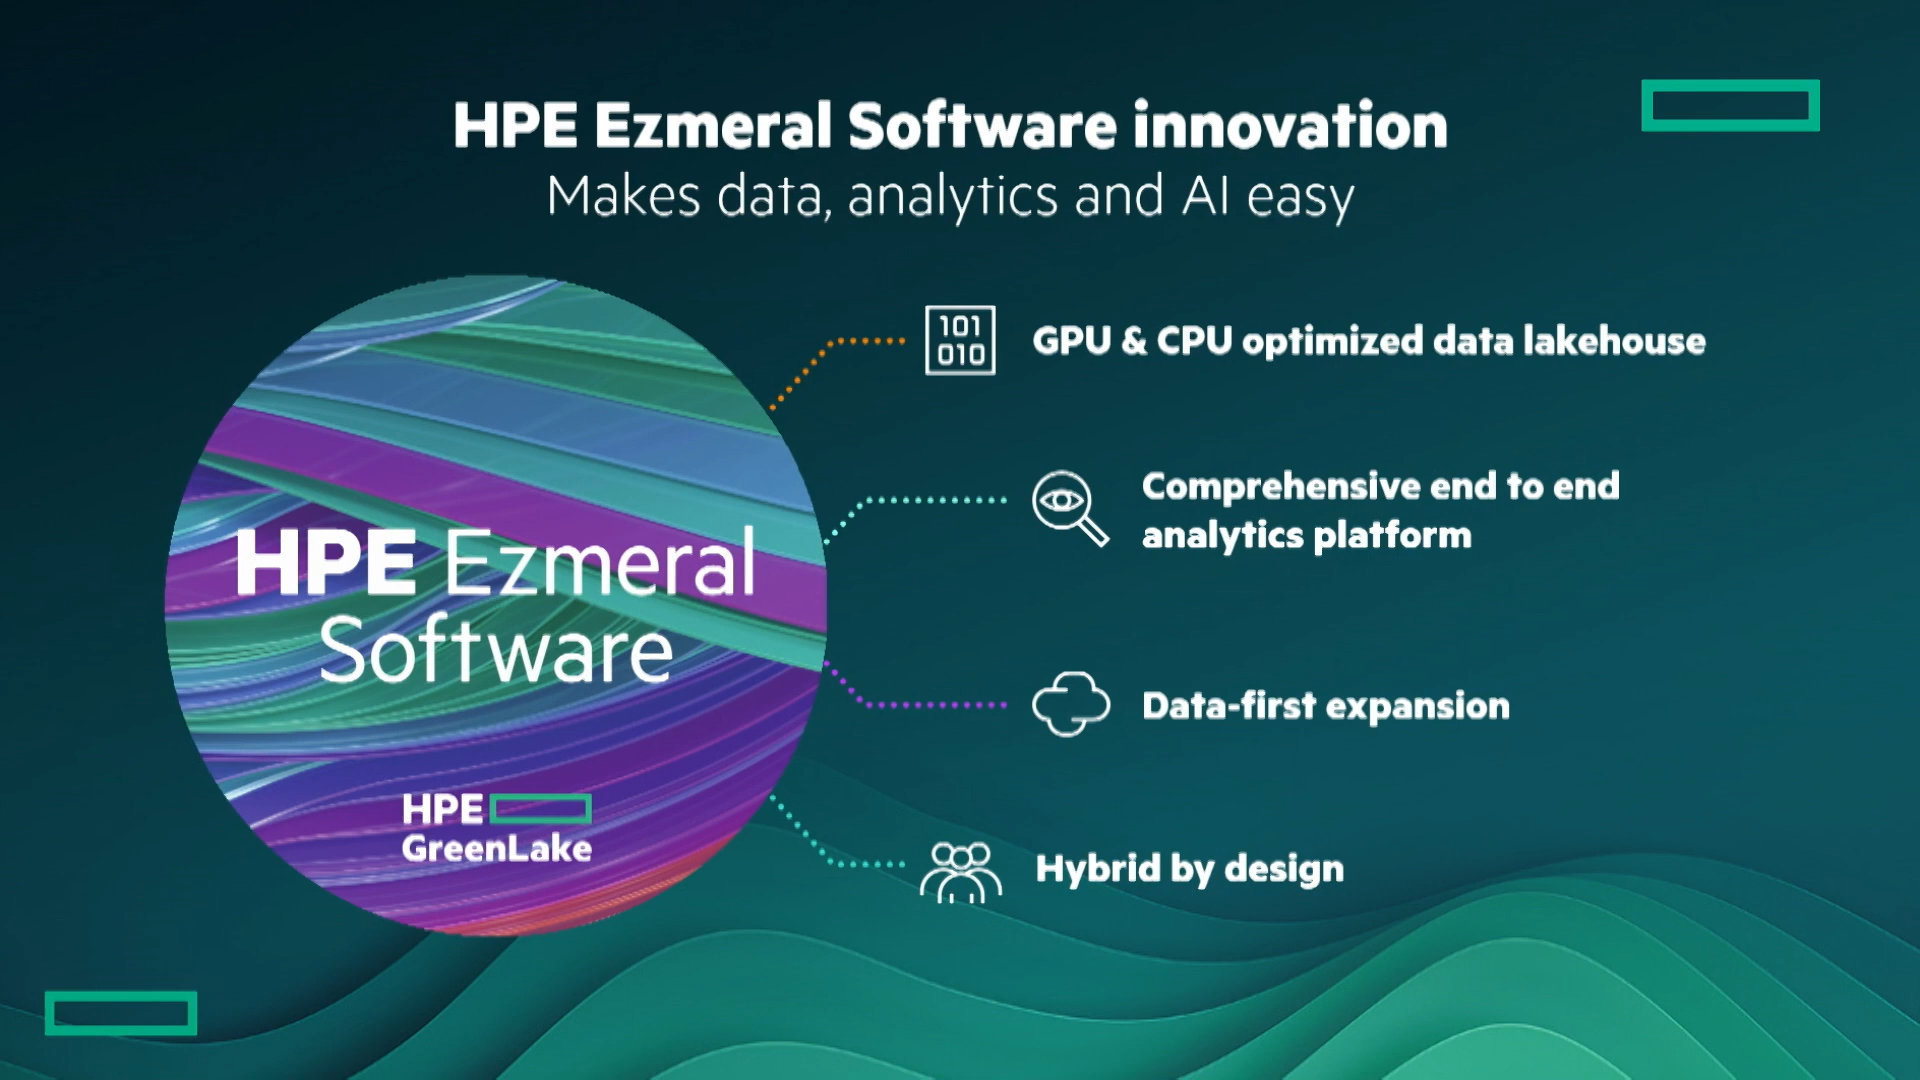 HPE Ezmeral Software innovation
Makes data, analytics and AI easy
HPE Ezmeral
Software
HPE
GreenLake
101
010
GPU & CPU optimized data lakehouse
Comprehensive end to end
analytics platform
Data-first expansion
Hybrid by design